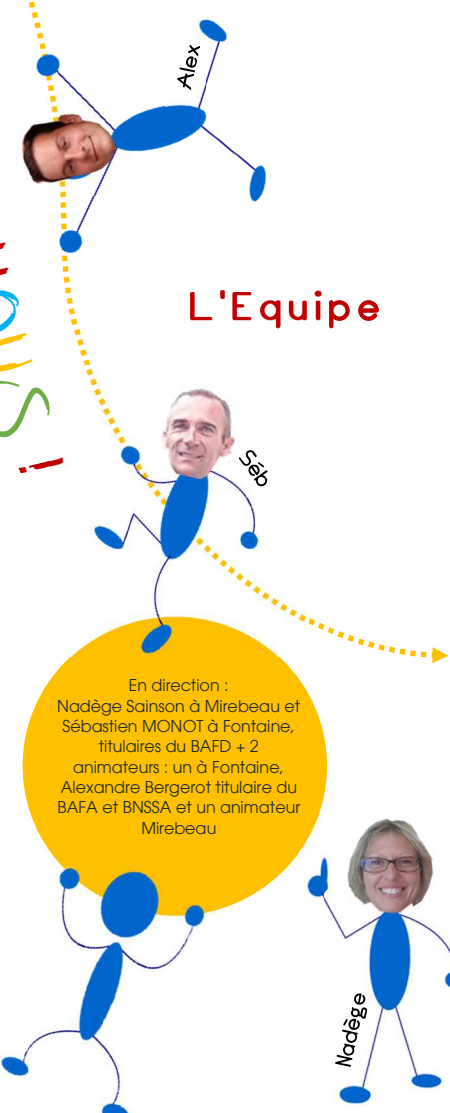 Alex
L'Equipe
!
Séb
En direction :
Nadège Sainson à Mirebeau et
Sébastien MONOT à Fontaine,
titulaires du BAFD + 2
animateurs : un à Fontaine,
Alexandre Bergerot titulaire du
BAFA et BNSSA et un animateur
Mirebeau
Nadège